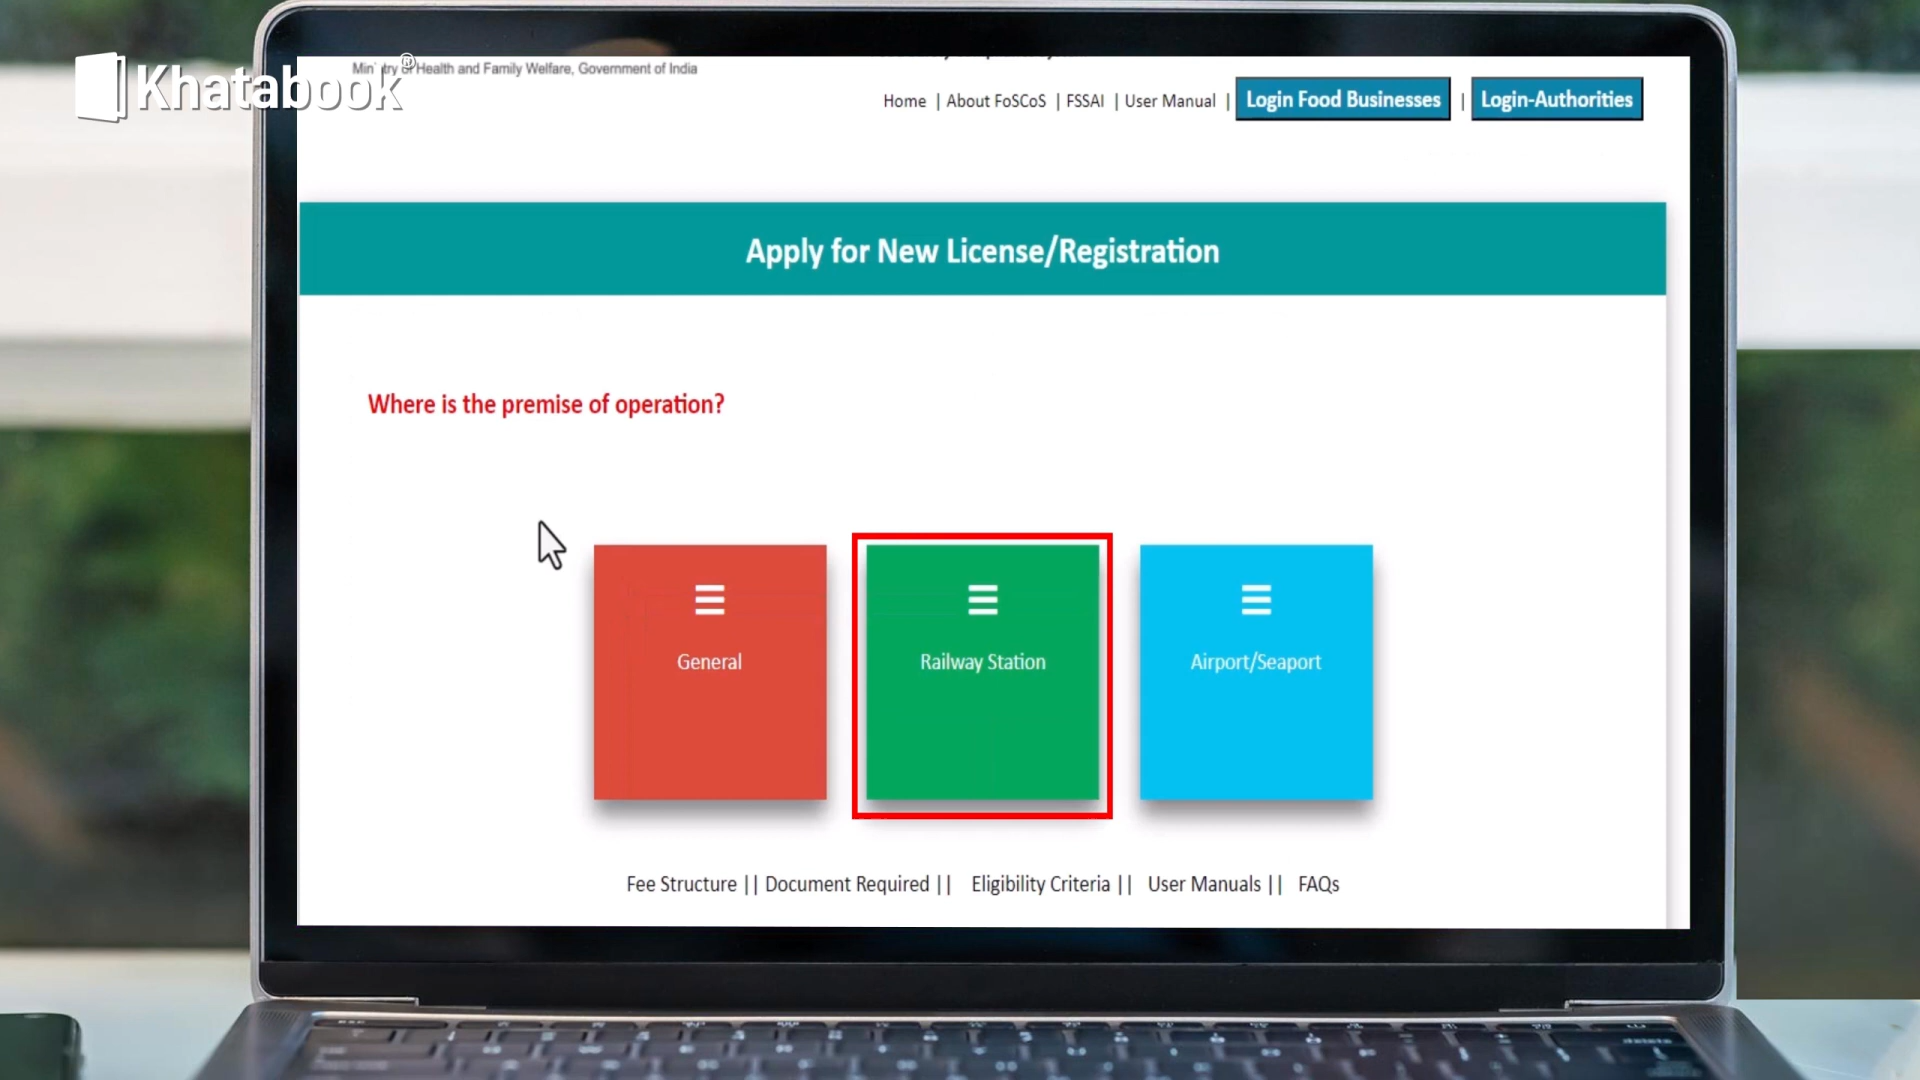 Khatabook®
Ministry of Health and Family Welfare, Government of India
Home | About FoSCoS | FSSAI | User Manual | Login Food Businesses | Login-Authorities
Apply for New License/Registration
Where is the premise of operation?
General
Railway Station
Airport/Seaport
Fee Structure || Document Required || Eligibility Criteria || User Manuals || FAQs